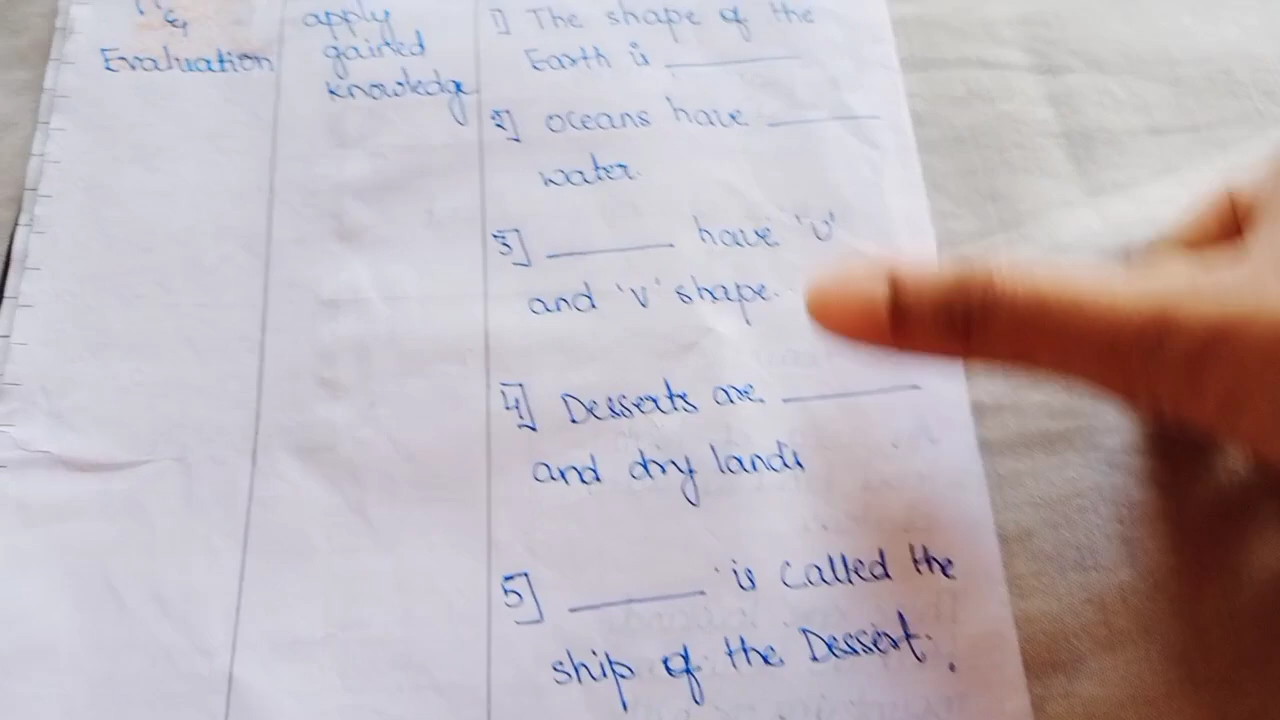 &
Evaluation
apply
gained
knowledge
1] The shape of the
Earth is ______
2] Oceans have ______
water.
3] ______ have 'U'
and 'V' shape.
4] Desserts are ______
and dry lands
5] ______ is called the
ship of the Dessert.